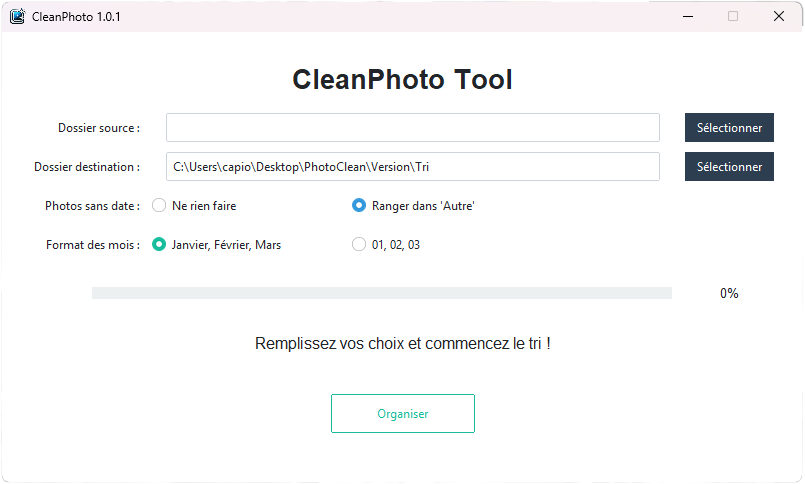 CleanPhoto 1.0.1
CleanPhoto Tool
Dossier source :
Sélectionner
Dossier destination : C:\Users\capio\Desktop\PhotoClean\Version\Tri Sélectionner
Photos sans date : Ne rien faire Ranger dans 'Autre'
Format des mois : Janvier, Février, Mars 01, 02, 03
0%
Remplissez vos choix et commencez le tri !
Organiser